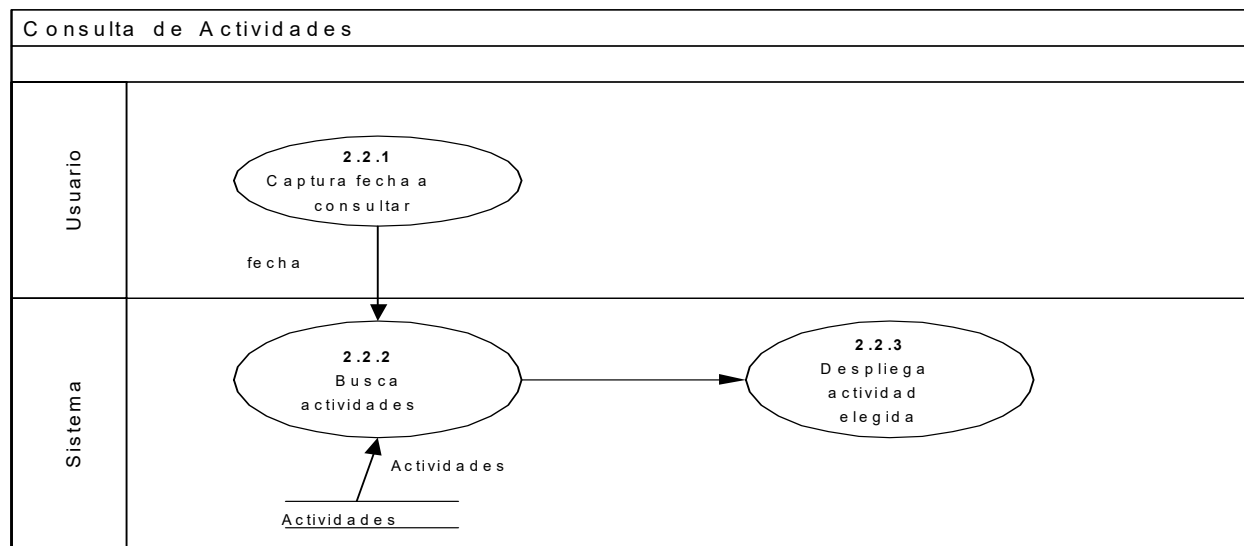 Consulta de Actividades
Usuario
2.2.1
Captura fecha a
consultar
fecha
Sistema
2.2.2
Busca
actividades
2.2.3
Despliega
actividad
elegida
Actividades
Actividades